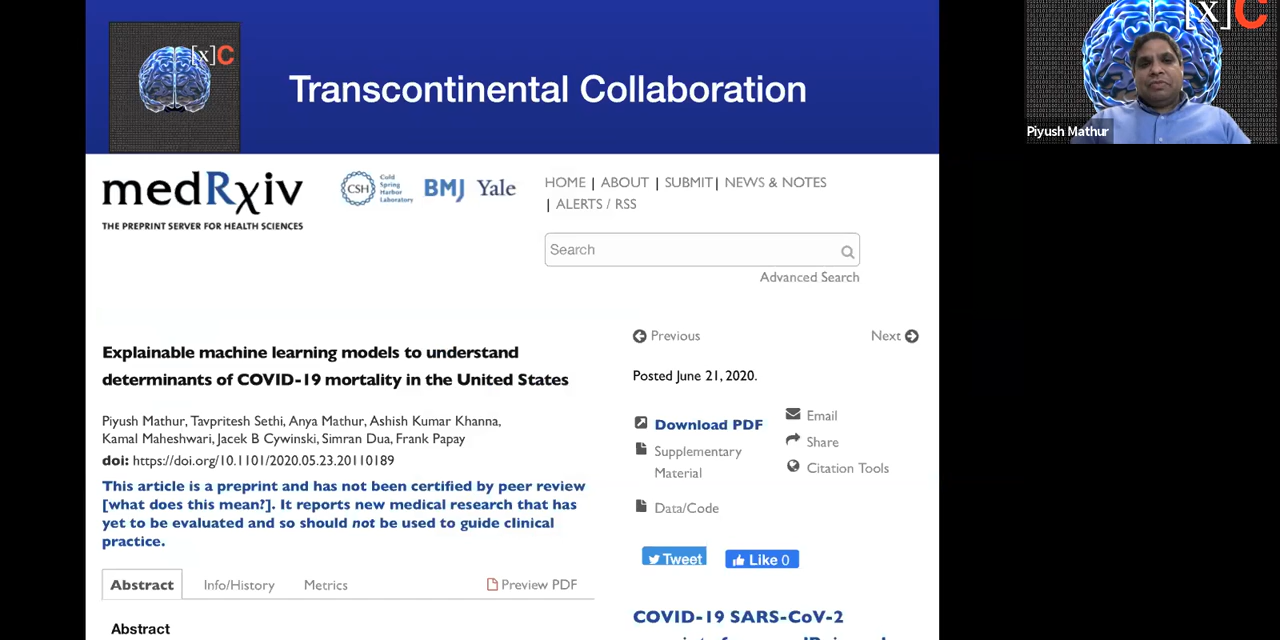 [x]C
Transcontinental Collaboration
[x]C
Piyush Mathur
medRxiv
THE PREPRINT SERVER FOR HEALTH SCIENCES
CSH Cold Spring Harbor Laboratory
BMJ Yale
HOME | ABOUT | SUBMIT| NEWS & NOTES
| ALERTS / RSS
Search
Advanced Search
Previous
Next
Explainable machine learning models to understand
determinants of COVID-19 mortality in the United States
Piyush Mathur, Tavpritesh Sethi, Anya Mathur, Ashish Kumar Khanna,
Kamal Maheshwari, Jacek B Cywinski, Simran Dua, Frank Papay
doi: https://doi.org/10.1101/2020.05.23.20110189
This article is a preprint and has not been certified by peer review
[what does this mean?]. It reports new medical research that has
yet to be evaluated and so should not be used to guide clinical
practice.
Abstract Info/History Metrics Preview PDF
Abstract
Posted June 21, 2020.
Download PDF
Supplementary
Material
Data/Code
Email
Share
Citation Tools
Tweet
Like 0
COVID-19 SARS-CoV-2